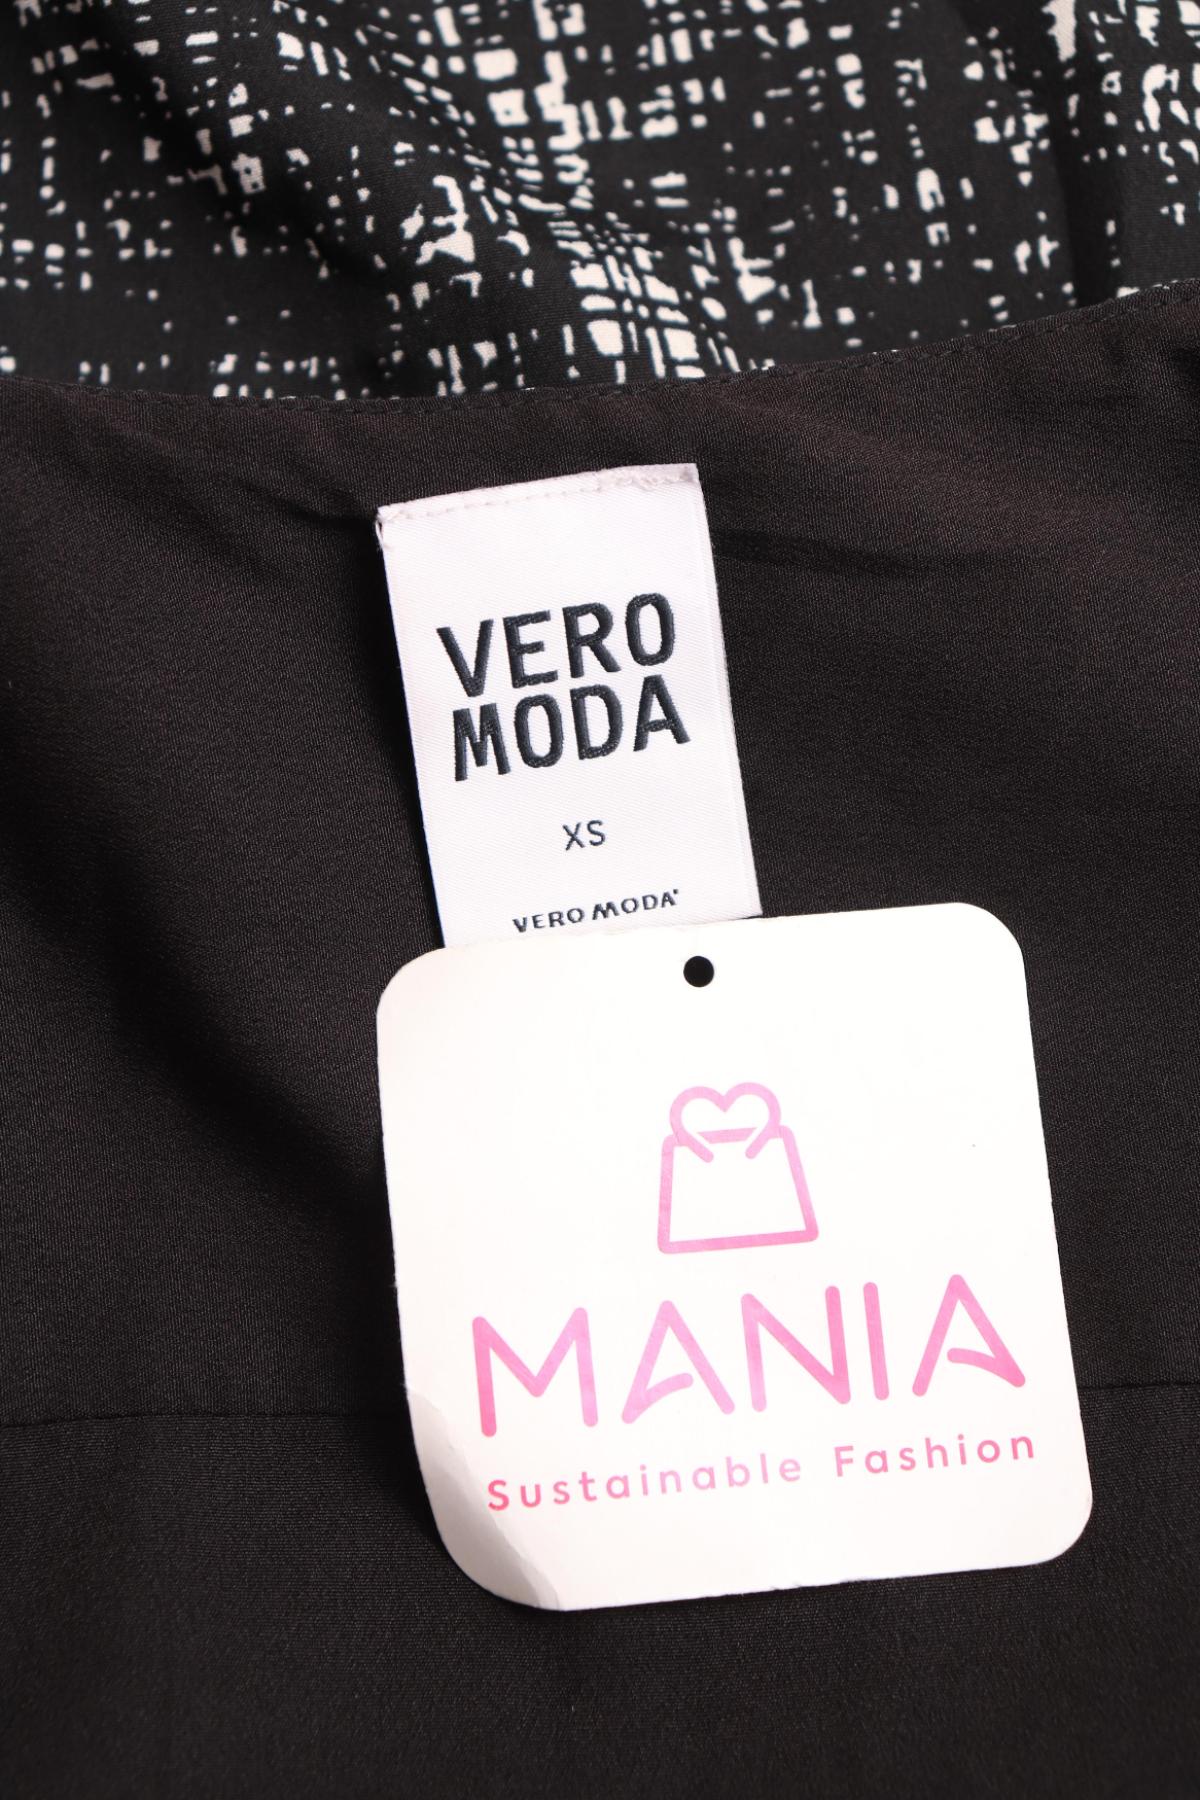 VERO
MODA
XS
VERO MODA
MANIA
Sustainable Fashion